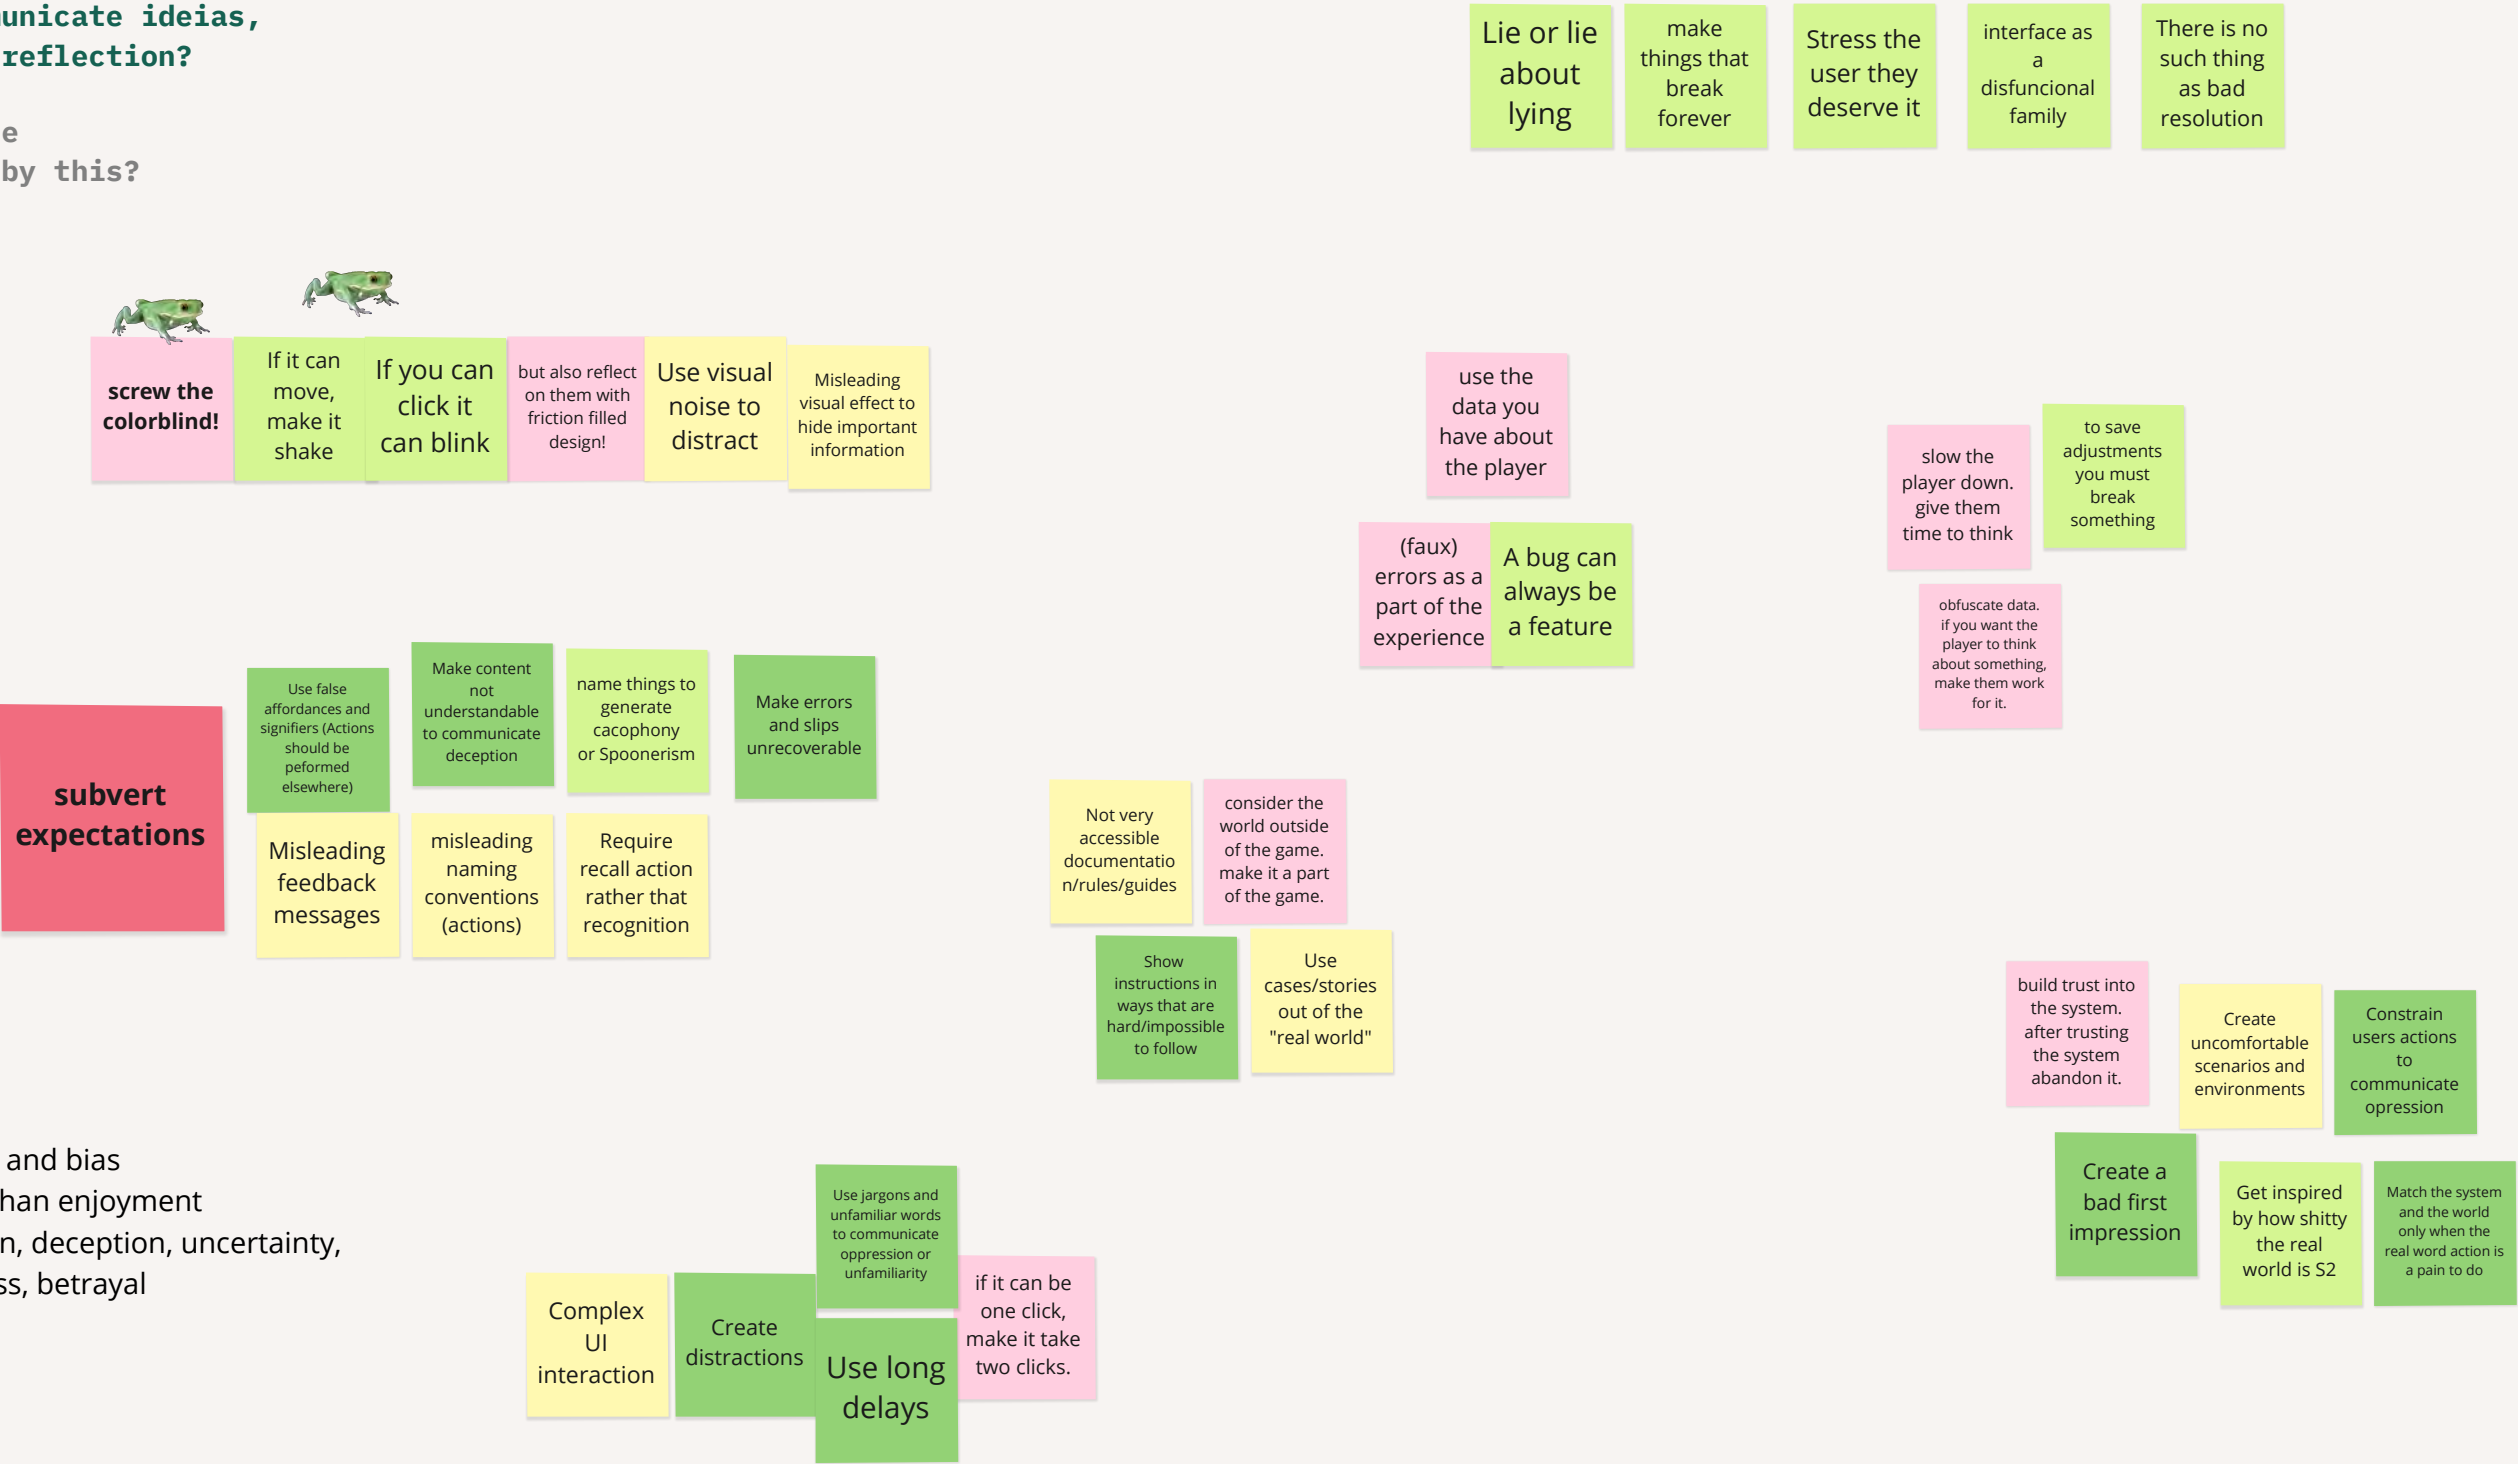 unicate ideias,
reflection?
e
by this?
Lie or lie
about
lying
make
things that
break
forever
Stress the
user they
deserve it
interface as
a
disfuncional
family
There is no
such thing
as bad
resolution
screw the
colorblind!
If it can
move,
make it
shake
If you can
click it
can blink
but also reflect
on them with
friction filled
design!
Use visual
noise to
distract
Misleading
visual effect to
hide important
information
use the
data you
have about
the player
(faux)
errors as a
part of the
experience
A bug can
always be
a feature
slow the
player down.
give them
time to think
to save
adjustments
you must
break
something
obfuscate data.
if you want the
player to think
about something,
make them work
for it.
subvert
expectations
Use false
affordances and
signifiers (Actions
should be
peformed
elsewhere)
Make content
not
understandable
to communicate
deception
name things to
generate
cacophony
or Spoonerism
Make errors
and slips
unrecoverable
Misleading
feedback
messages
misleading
naming
conventions
(actions)
Require
recall action
rather that
recognition
Not very
accessible
documentatio
n/rules/guides
consider the
world outside
of the game.
make it a part
of the game.
Show
instructions in
ways that are
hard/impossible
to follow
Use
cases/stories
out of the
"real world"
build trust into
the system.
after trusting
the system
abandon it.
Create
uncomfortable
scenarios and
environments
Constrain
users actions
to
communicate
opression
Create a
bad first
impression
Get inspired
by how shitty
the real
world is S2
Match the system
and the world
only when the
real word action is
a pain to do
and bias
han enjoyment
n, deception, uncertainty,
ss, betrayal
Complex
UI
interaction
Create
distractions
Use jargons and
unfamiliar words
to communicate
oppression or
unfamiliarity
Use long
delays
if it can be
one click,
make it take
two clicks.